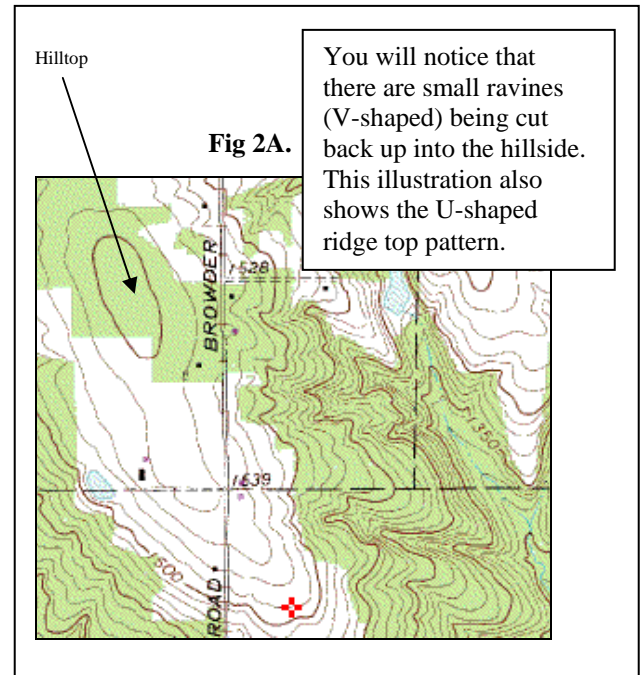 Hilltop
You will notice that
there are small ravines
(V-shaped) being cut
back up into the hillside.
This illustration also
shows the U-shaped
ridge top pattern.
Fig 2A.
BROWDER
1528
1350
1639
1600
ROAD